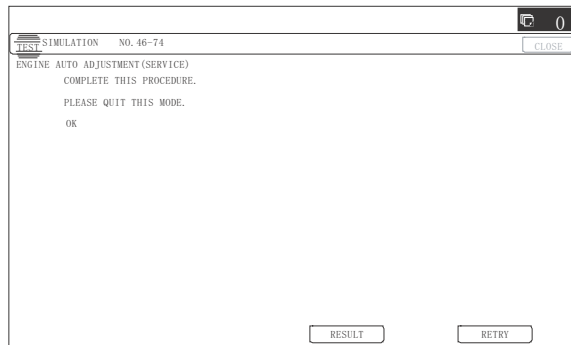 0
TEST SIMULATION NO.46-74
CLOSE
ENGINE AUTO ADJUSTMENT(SERVICE)
COMPLETE THIS PROCEDURE.
PLEASE QUIT THIS MODE.
OK
RESULT RETRY